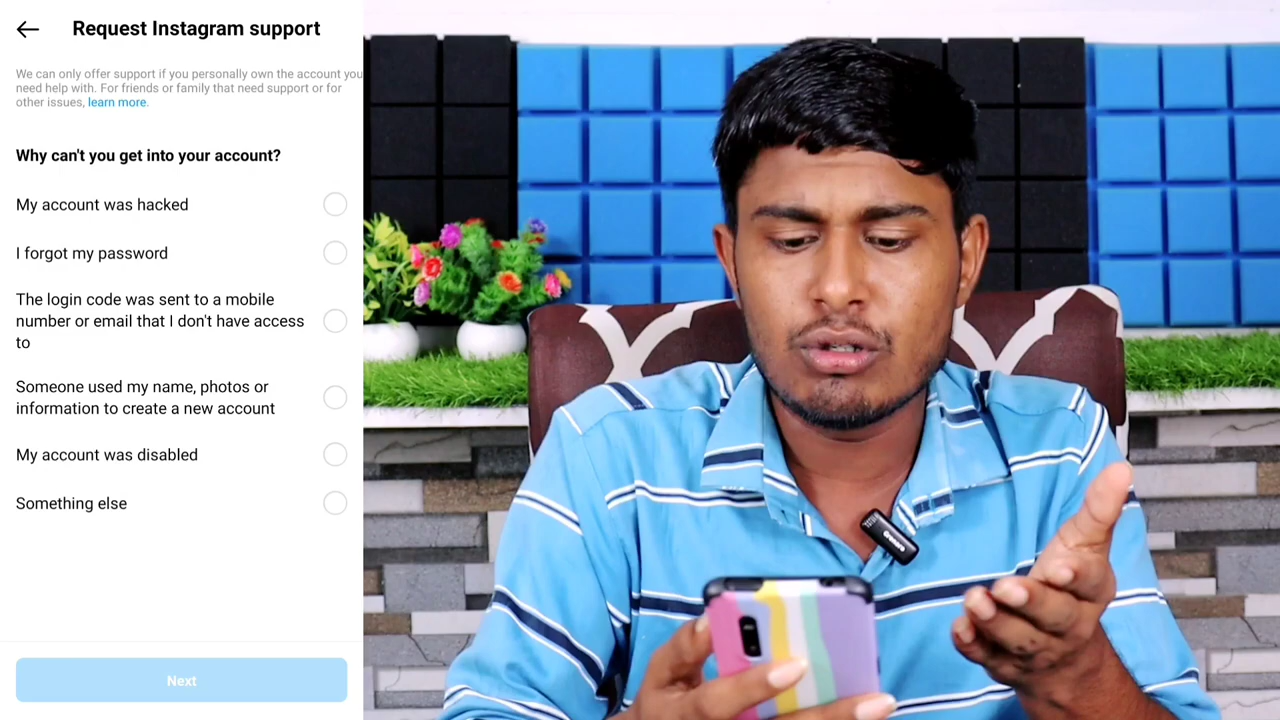 Request Instagram support
We can only offer support if you personally own the account you
need help with. For friends or family that need support or for
other issues, learn more.
Why can't you get into your account?
My account was hacked
I forgot my password
The login code was sent to a mobile
number or email that I don't have access
to
Someone used my name, photos or
information to create a new account
My account was disabled
Something else
Next